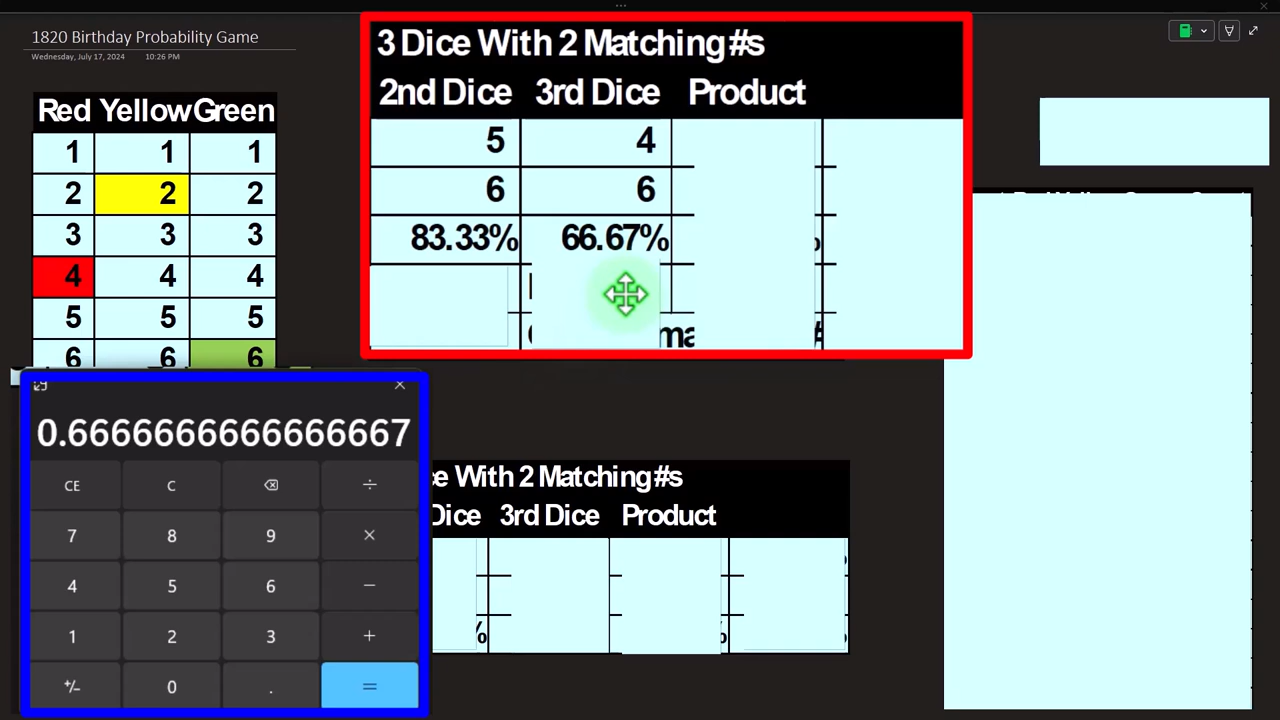 1820 Birthday Probability Game
Wednesday, July 17, 2024 10:26 PM
Red Yellow Green
1 1 1
2 2 2
3 3 3
4 4 4
5 5 5
6 6 6
3 Dice With 2 Matching #s
2nd Dice 3rd Dice Product
5 4
6 6
83.33% 66.67%
0.6666666666666667
CE C ÷
7 8 9 ×
4 5 6 −
1 2 3 +
+/− 0 . =
With 2 Matching #s
Dice 3rd Dice Product